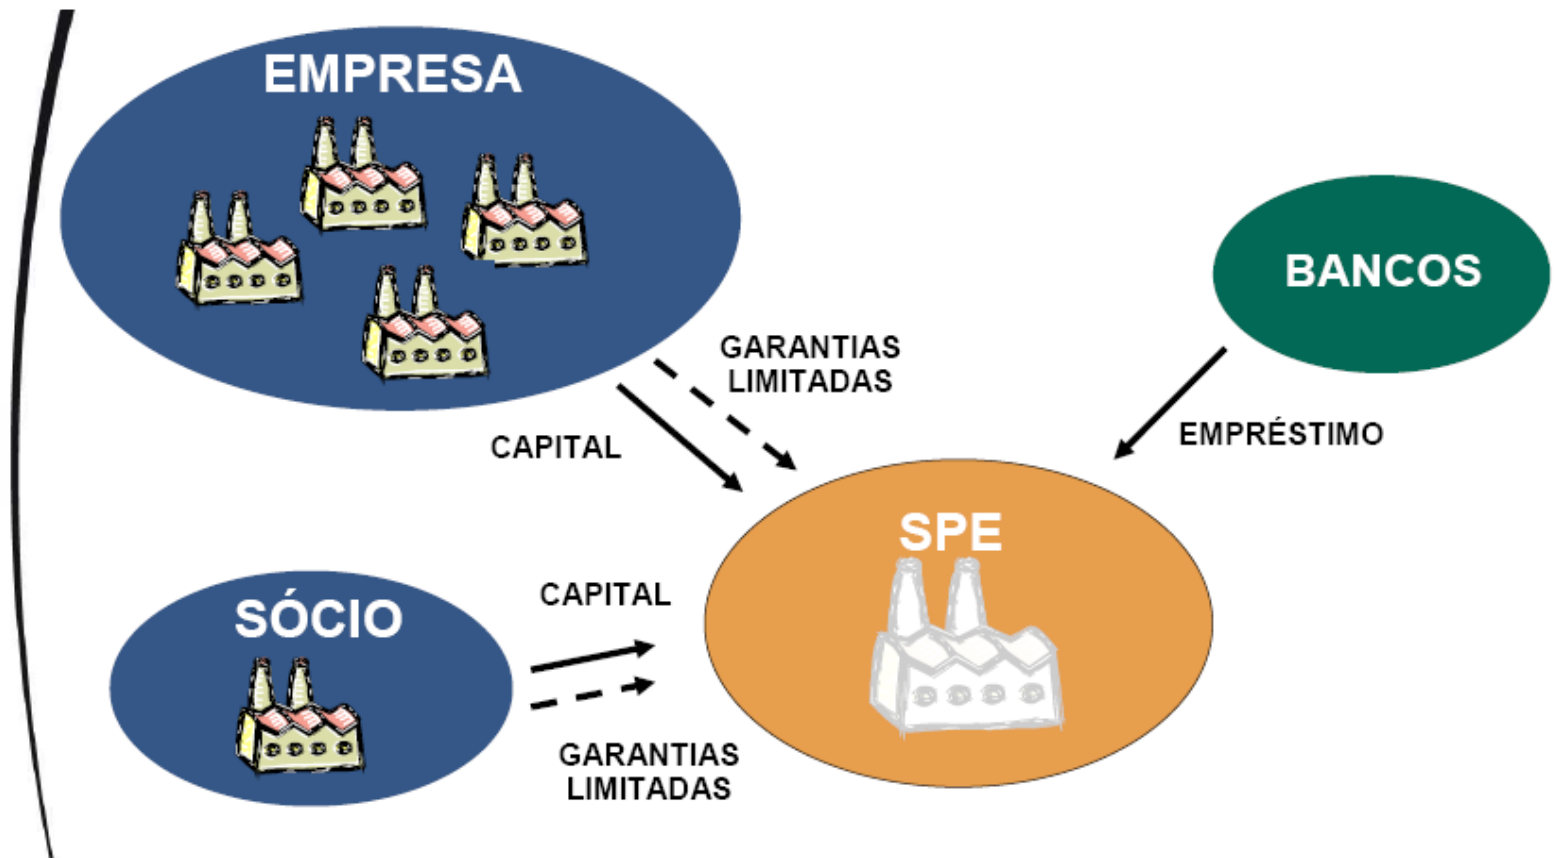 EMPRESA
GARANTIAS
LIMITADAS
CAPITAL
BANCOS
EMPRÉSTIMO
SPE
SÓCIO
CAPITAL
GARANTIAS
LIMITADAS